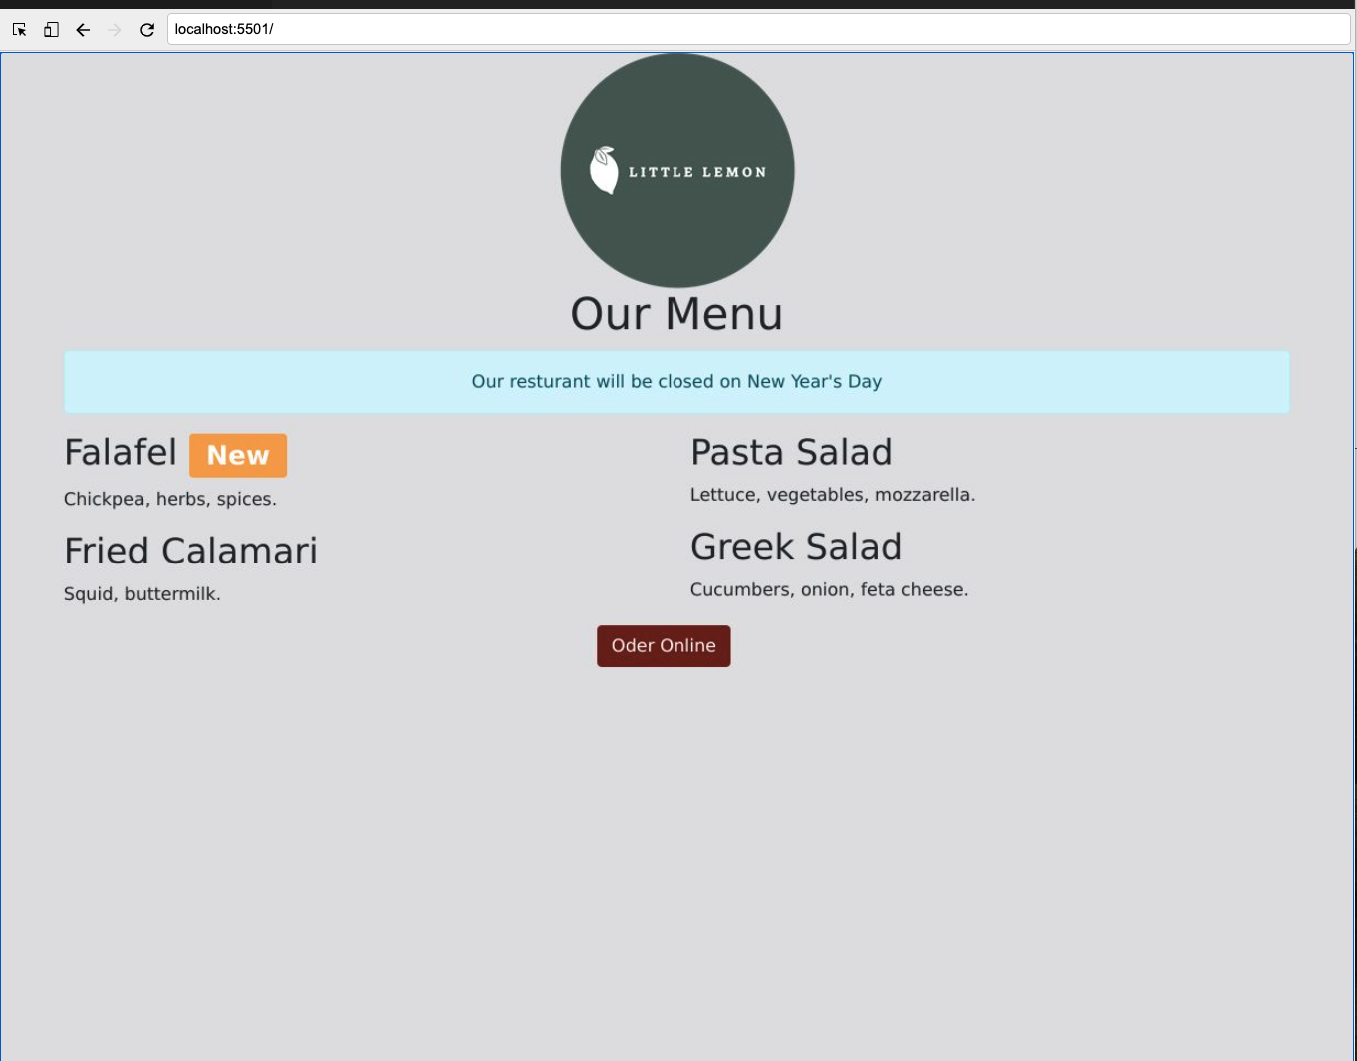 localhost:5501/
LITTLE LEMON
Our Menu
Our resturant will be closed on New Year's Day
Falafel New
Chickpea, herbs, spices.
Fried Calamari
Squid, buttermilk.
Pasta Salad
Lettuce, vegetables, mozzarella.
Greek Salad
Cucumbers, onion, feta cheese.
Oder Online